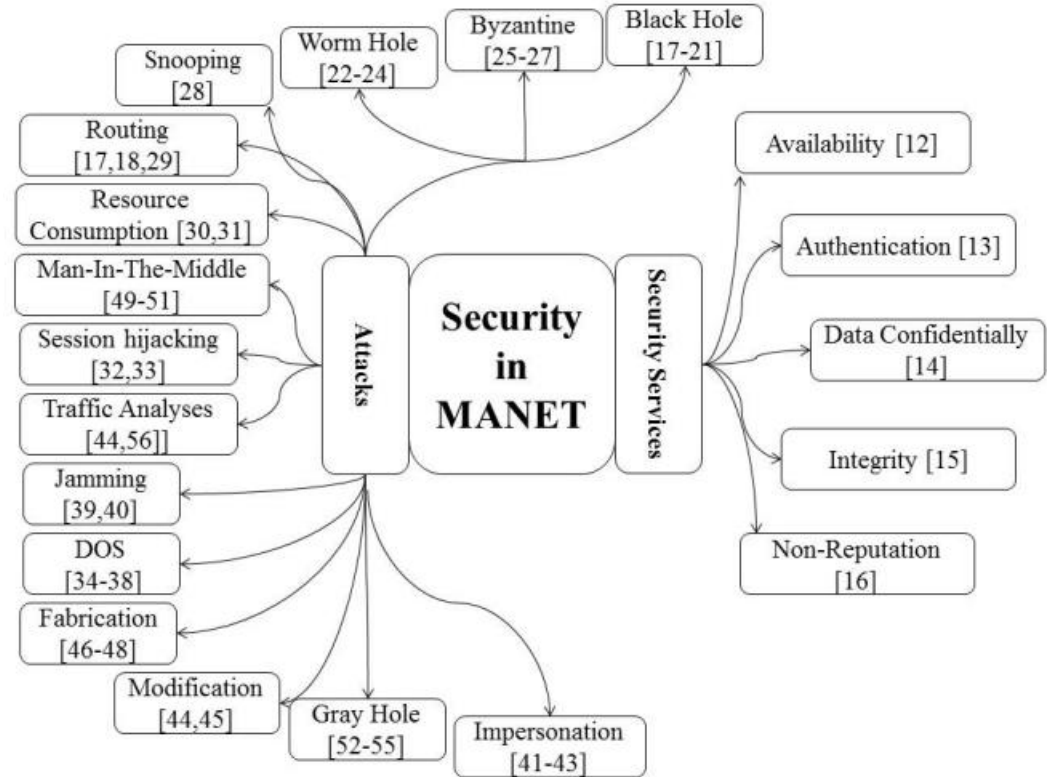 Worm Hole
[22-24]
Byzantine
[25-27]
Black Hole
[17-21]
Snooping
[28]
Routing
[17,18,29]
Resource
Consumption [30,31]
Man-In-The-Middle
[49-51]
Session hijacking
[32,33]
Traffic Analyses
[44,56]]
Jamming
[39,40]
DOS
[34-38]
Fabrication
[46-48]
Modification
[44,45]
Gray Hole
[52-55]
Impersonation
[41-43]
Attacks
Security
in
MANET
Security Services
Availability [12]
Authentication [13]
Data Confidentially
[14]
Integrity [15]
Non-Reputation
[16]